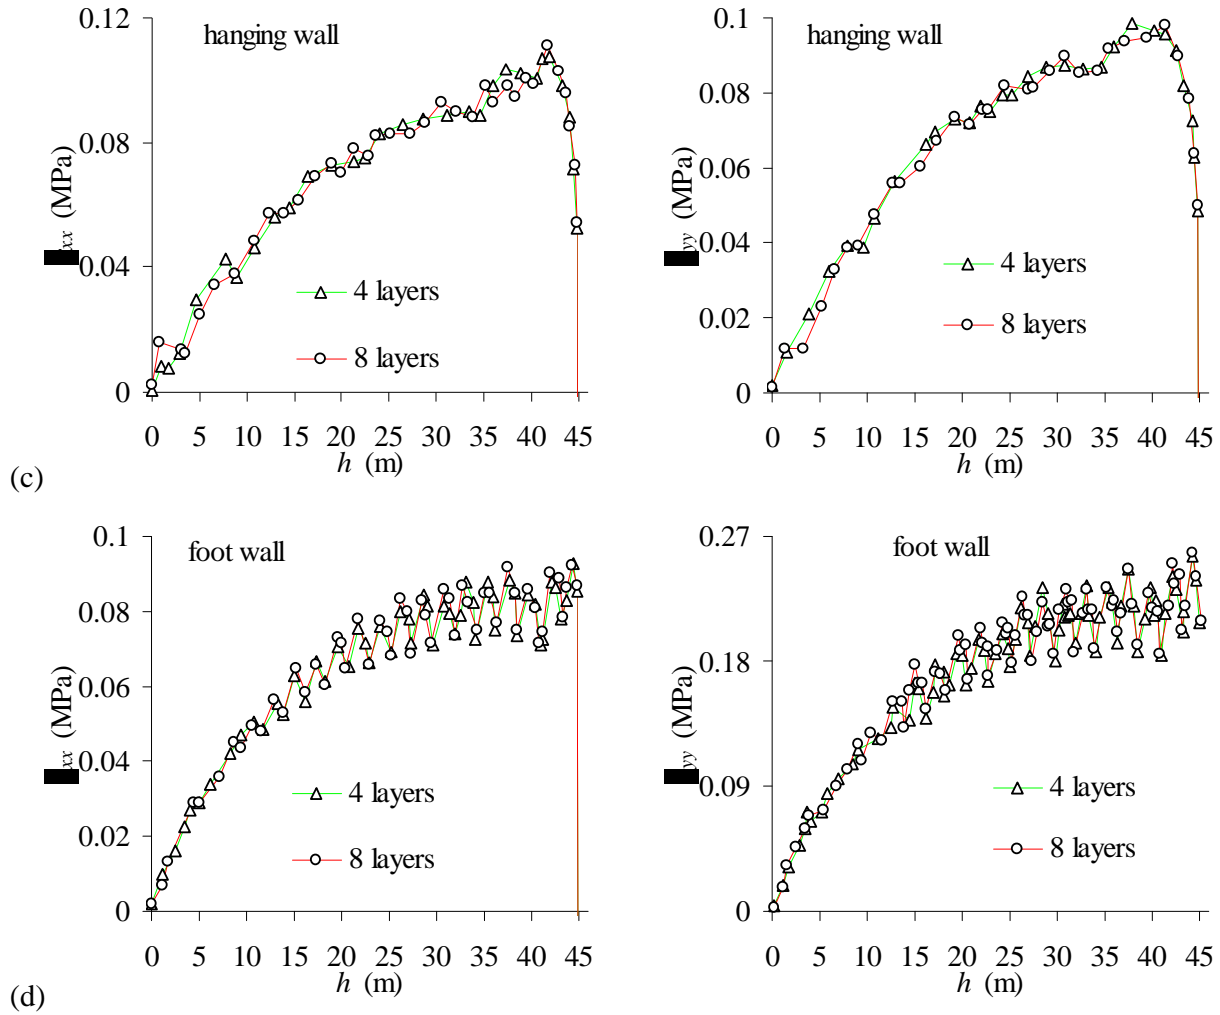 0.12
hanging wall
0.08
xx (MPa)
0.04
4 layers
8 layers
0
0 5 10 15 20 25 30 35 40 45
h (m)
0.1
hanging wall
0.08
0.06
yy (MPa)
0.04
4 layers
0.02
8 layers
0
0 5 10 15 20 25 30 35 40 45
h (m)
(c)
0.1
foot wall
0.08
0.06
xx (MPa)
0.04
4 layers
0.02
8 layers
0
0 5 10 15 20 25 30 35 40 45
h (m)
0.27
foot wall
0.18
yy (MPa)
0.09
4 layers
8 layers
0
0 5 10 15 20 25 30 35 40 45
h (m)
(d)